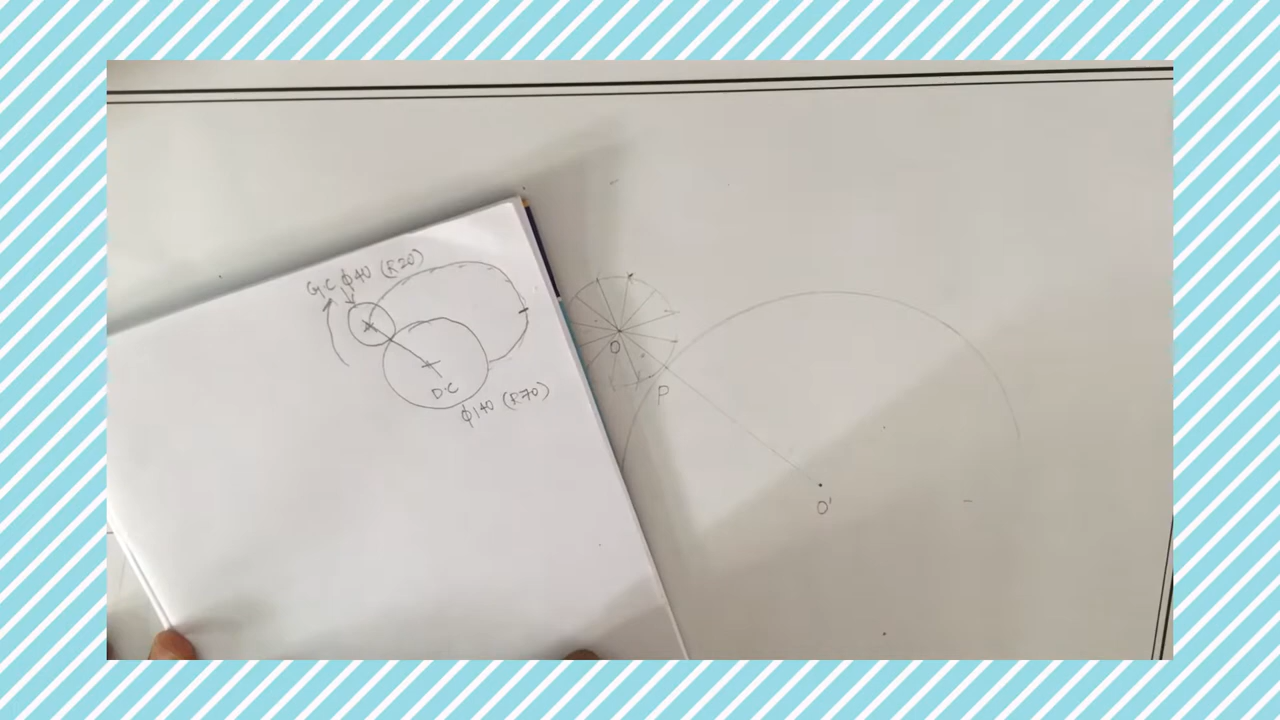 G.C ϕ40 (R20)
D.C
ϕ140 (R70)
O
P
O'